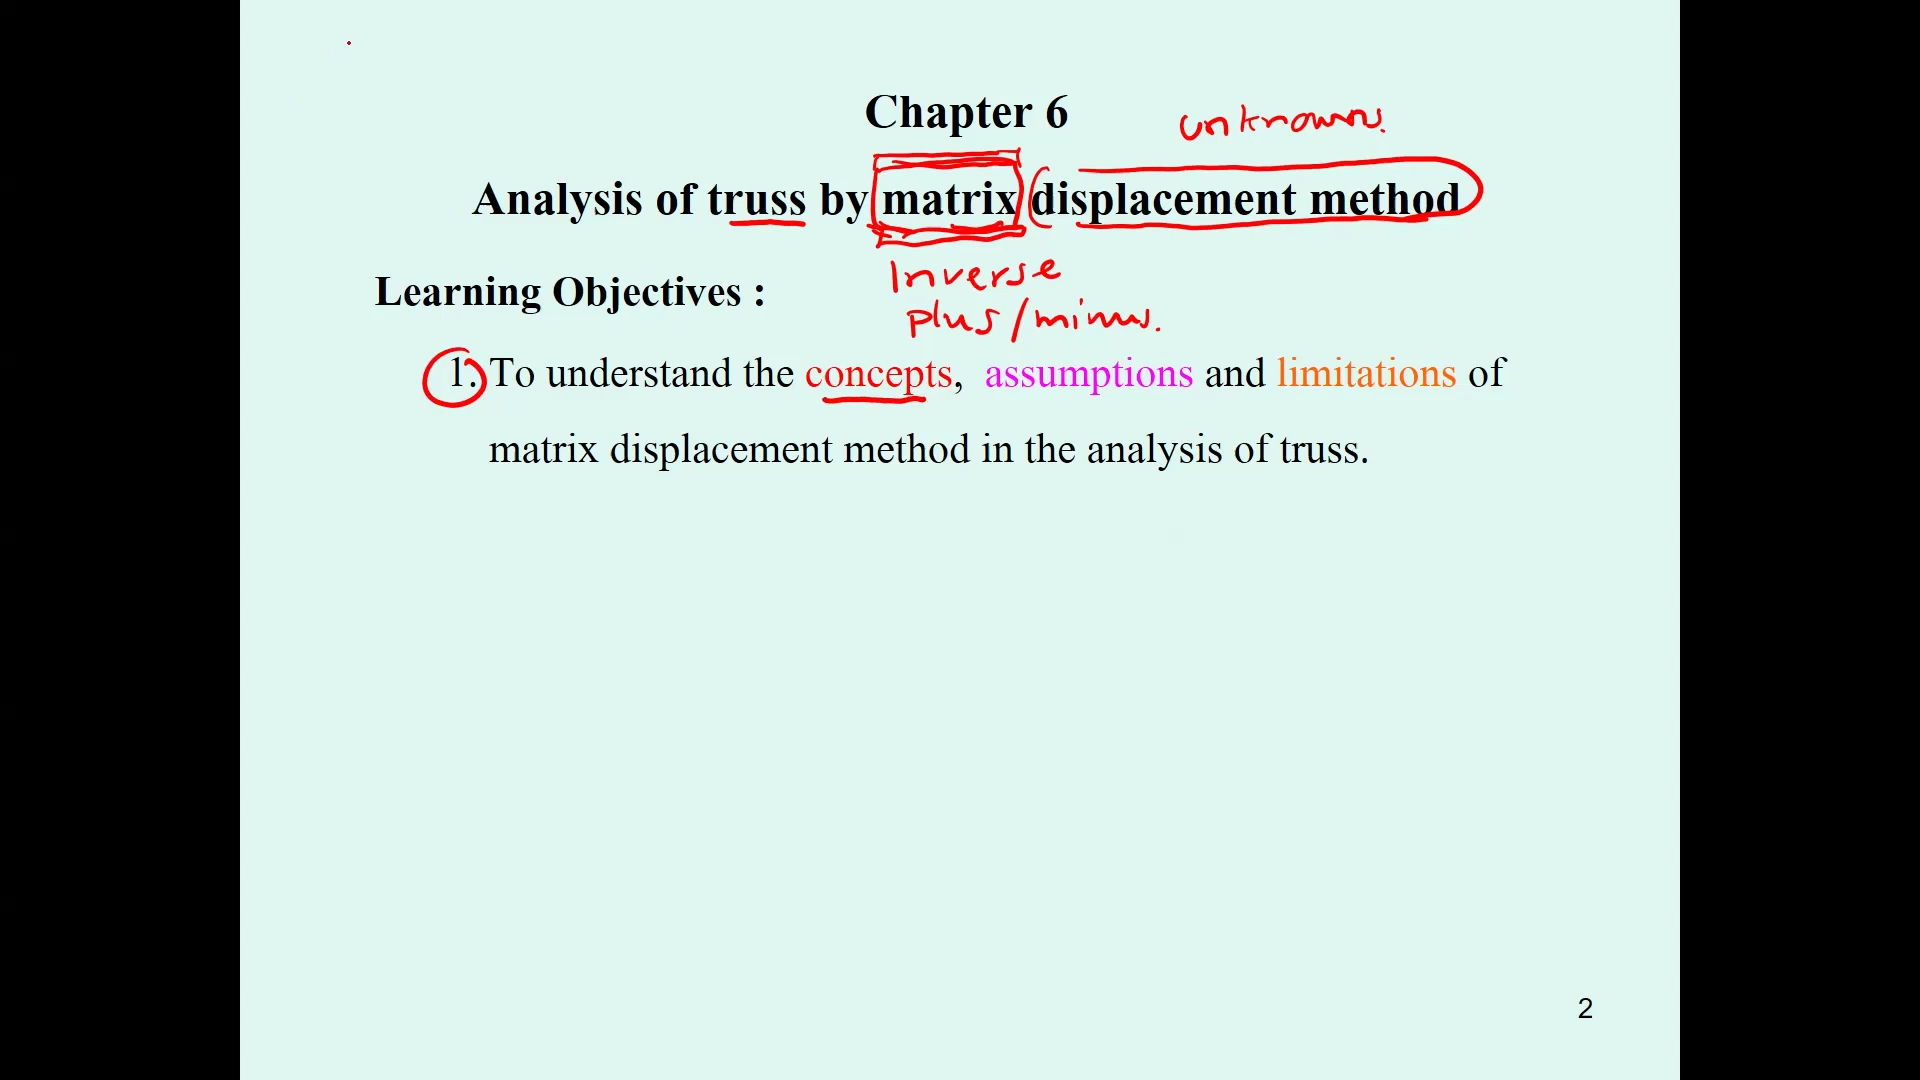 Chapter 6
unknown.
Analysis of truss by matrix displacement method
Inverse
Learning Objectives :
plus/minus.
1. To understand the concepts, assumptions and limitations of
matrix displacement method in the analysis of truss.
2